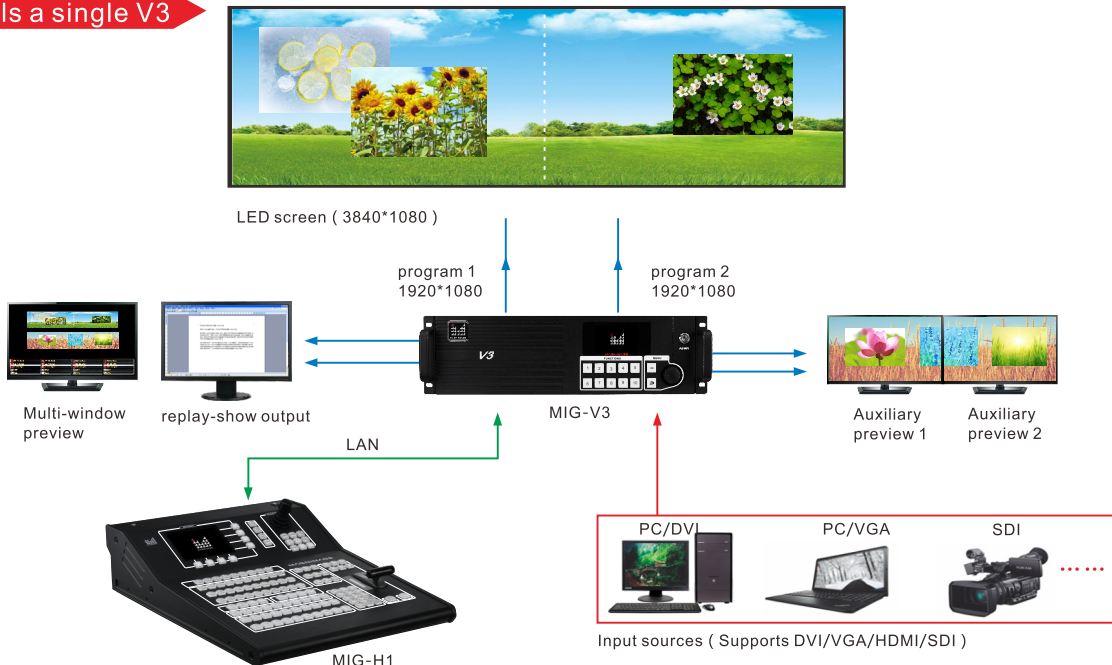 Is a single V3
LED screen ( 3840*1080 )
program 1
1920*1080
program 2
1920*1080
Multi-window
preview
replay-show output
V3
FUNCTIONS
MENU
MIG-V3
Auxiliary
preview 1
Auxiliary
preview 2
LAN
PC/DVI
PC/VGA
SDI
Input sources ( Supports DVI/VGA/HDMI/SDI )
MIG-H1